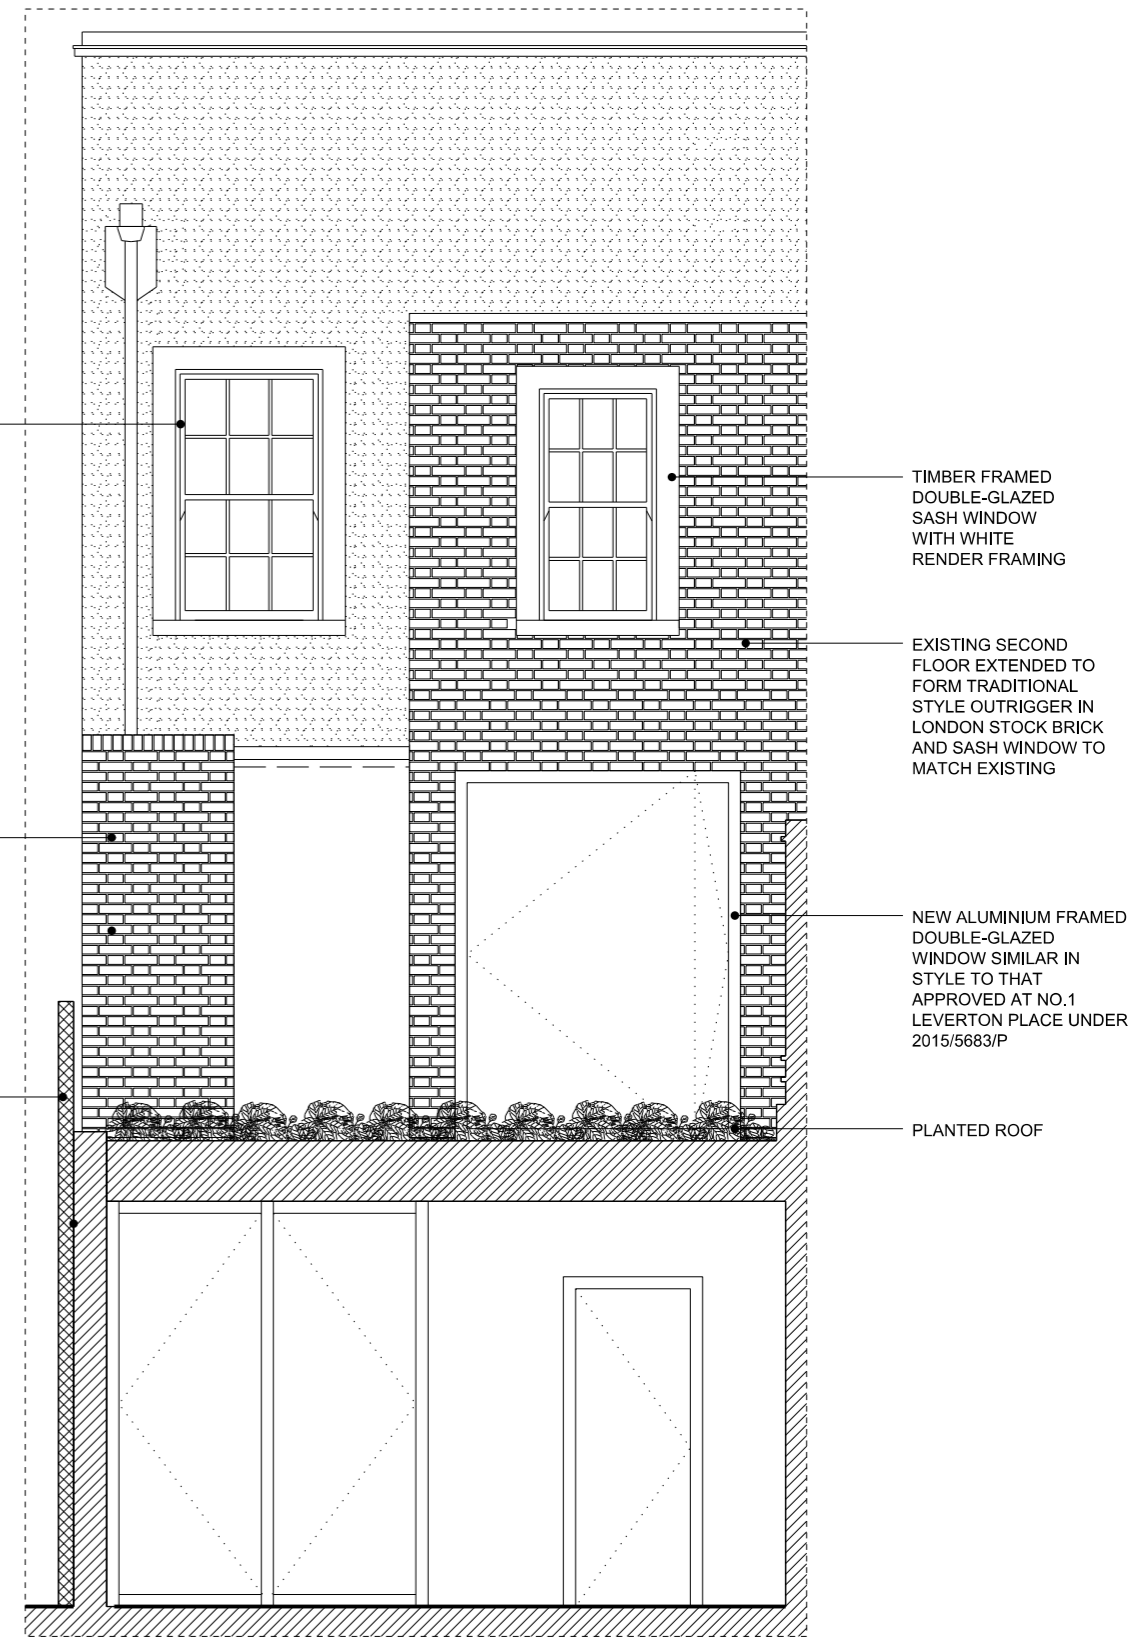 TIMBER FRAMED
DOUBLE-GLAZED
SASH WINDOW
WITH WHITE
RENDER FRAMING
EXISTING SECOND
FLOOR EXTENDED TO
FORM TRADITIONAL
STYLE OUTRIGGER IN
LONDON STOCK BRICK
AND SASH WINDOW TO
MATCH EXISTING
NEW ALUMINIUM FRAMED
DOUBLE-GLAZED
WINDOW SIMILAR IN
STYLE TO THAT
APPROVED AT NO.1
LEVERTON PLACE UNDER
2015/5683/P
PLANTED ROOF